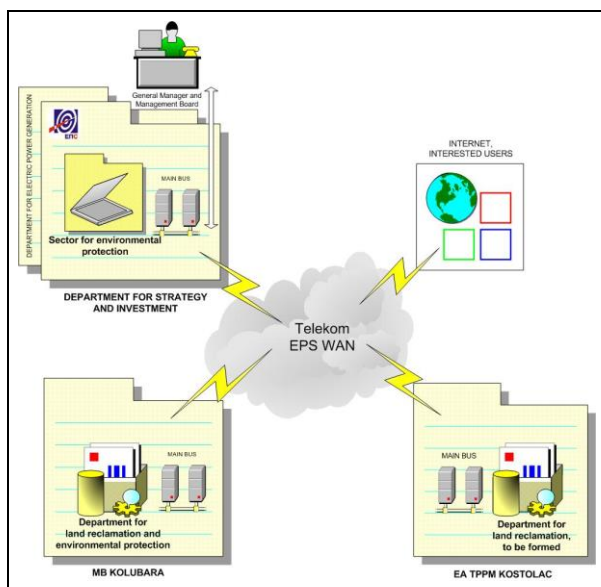 General Manager and
Management Board
DEPARTMENT FOR ELECTRIC POWER GENERATION
ЕПС
MAIN BUS
Sector for environmental
protection
DEPARTMENT FOR STRATEGY
AND INVESTMENT
INTERNET,
INTERESTED USERS
Telekom
EPS WAN
MAIN BUS
Department for
land reclamation and
environmental protection
MB KOLUBARA
MAIN BUS
Department for
land reclamation,
to be formed
EA TPPM KOSTOLAC